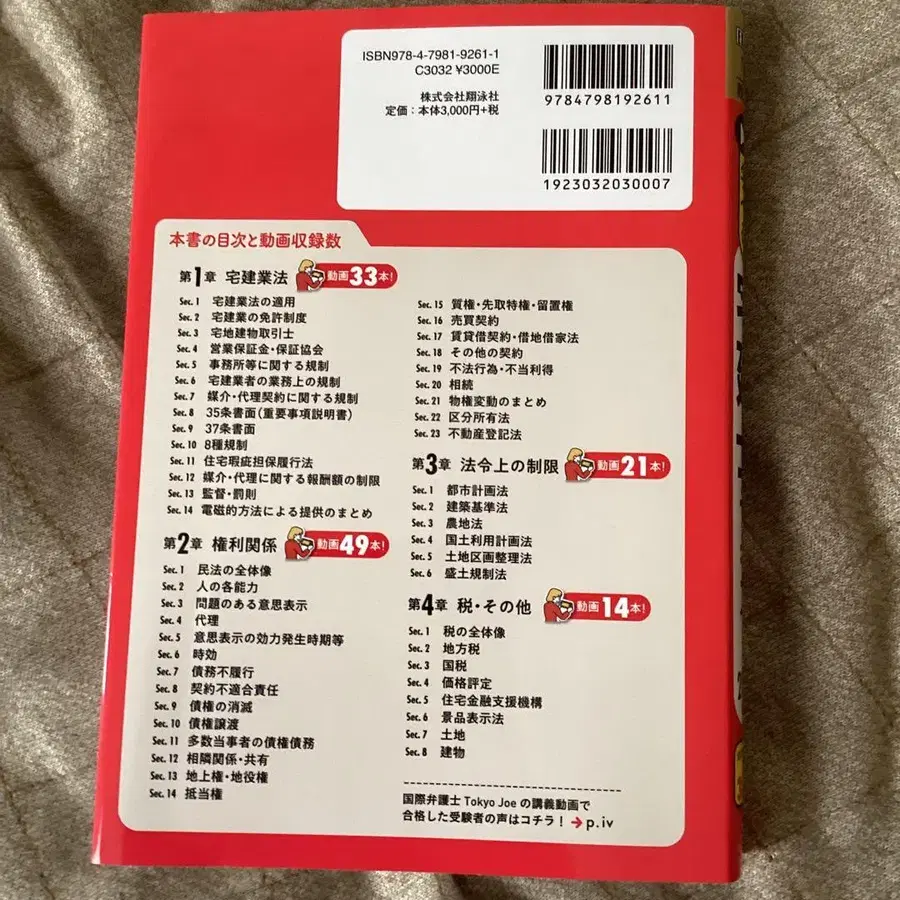 ISBN978-4-7981-9261-1
C3032 ¥3000E
株式会社翔泳社
定価：本体3,000円+税
9784798192611
1923032030007
本書の目次と動画収録数
第1章 宅建業法 動画33本!
Sec. 1 宅建業法の適用
Sec. 2 宅建業の免許制度
Sec. 3 宅地建物取引士
Sec. 4 営業保証金・保証協会
Sec. 5 事務所等に関する規制
Sec. 6 宅建業者の業務上の規制
Sec. 7 媒介・代理契約に関する規制
Sec. 8 35条書面（重要事項説明書）
Sec. 9 37条書面
Sec. 10 8種規制
Sec. 11 住宅瑕疵担保履行法
Sec. 12 媒介・代理に関する報酬額の制限
Sec. 13 監督・罰則
Sec. 14 電磁的方法による提供のまとめ
第2章 権利関係 動画49本!
Sec. 1 民法の全体像
Sec. 2 人の各能力
Sec. 3 問題のある意思表示
Sec. 4 代理
Sec. 5 意思表示の効力発生時期等
Sec. 6 時効
Sec. 7 債務不履行
Sec. 8 契約不適合責任
Sec. 9 債権の消滅
Sec. 10 債権譲渡
Sec. 11 多数当事者の債権債務
Sec. 12 相隣関係・共有
Sec. 13 地上権・地役権
Sec. 14 抵当権
Sec. 15 質権・先取特権・留置権
Sec. 16 売買契約
Sec. 17 賃貸借契約・借地借家法
Sec. 18 その他の契約
Sec. 19 不法行為・不当利得
Sec. 20 相続
Sec. 21 物権変動のまとめ
Sec. 22 区分所有法
Sec. 23 不動産登記法
第3章 法令上の制限 動画21本!
Sec. 1 都市計画法
Sec. 2 建築基準法
Sec. 3 農地法
Sec. 4 国土利用計画法
Sec. 5 土地区画整理法
Sec. 6 盛土規制法
第4章 税・その他 動画14本!
Sec. 1 税の全体像
Sec. 2 地方税
Sec. 3 国税
Sec. 4 価格評定
Sec. 5 住宅金融支援機構
Sec. 6 景品表示法
Sec. 7 土地
Sec. 8 建物
国際弁護士 Tokyo Joe の講義動画で
合格した受験者の声はコチラ！→p.iv